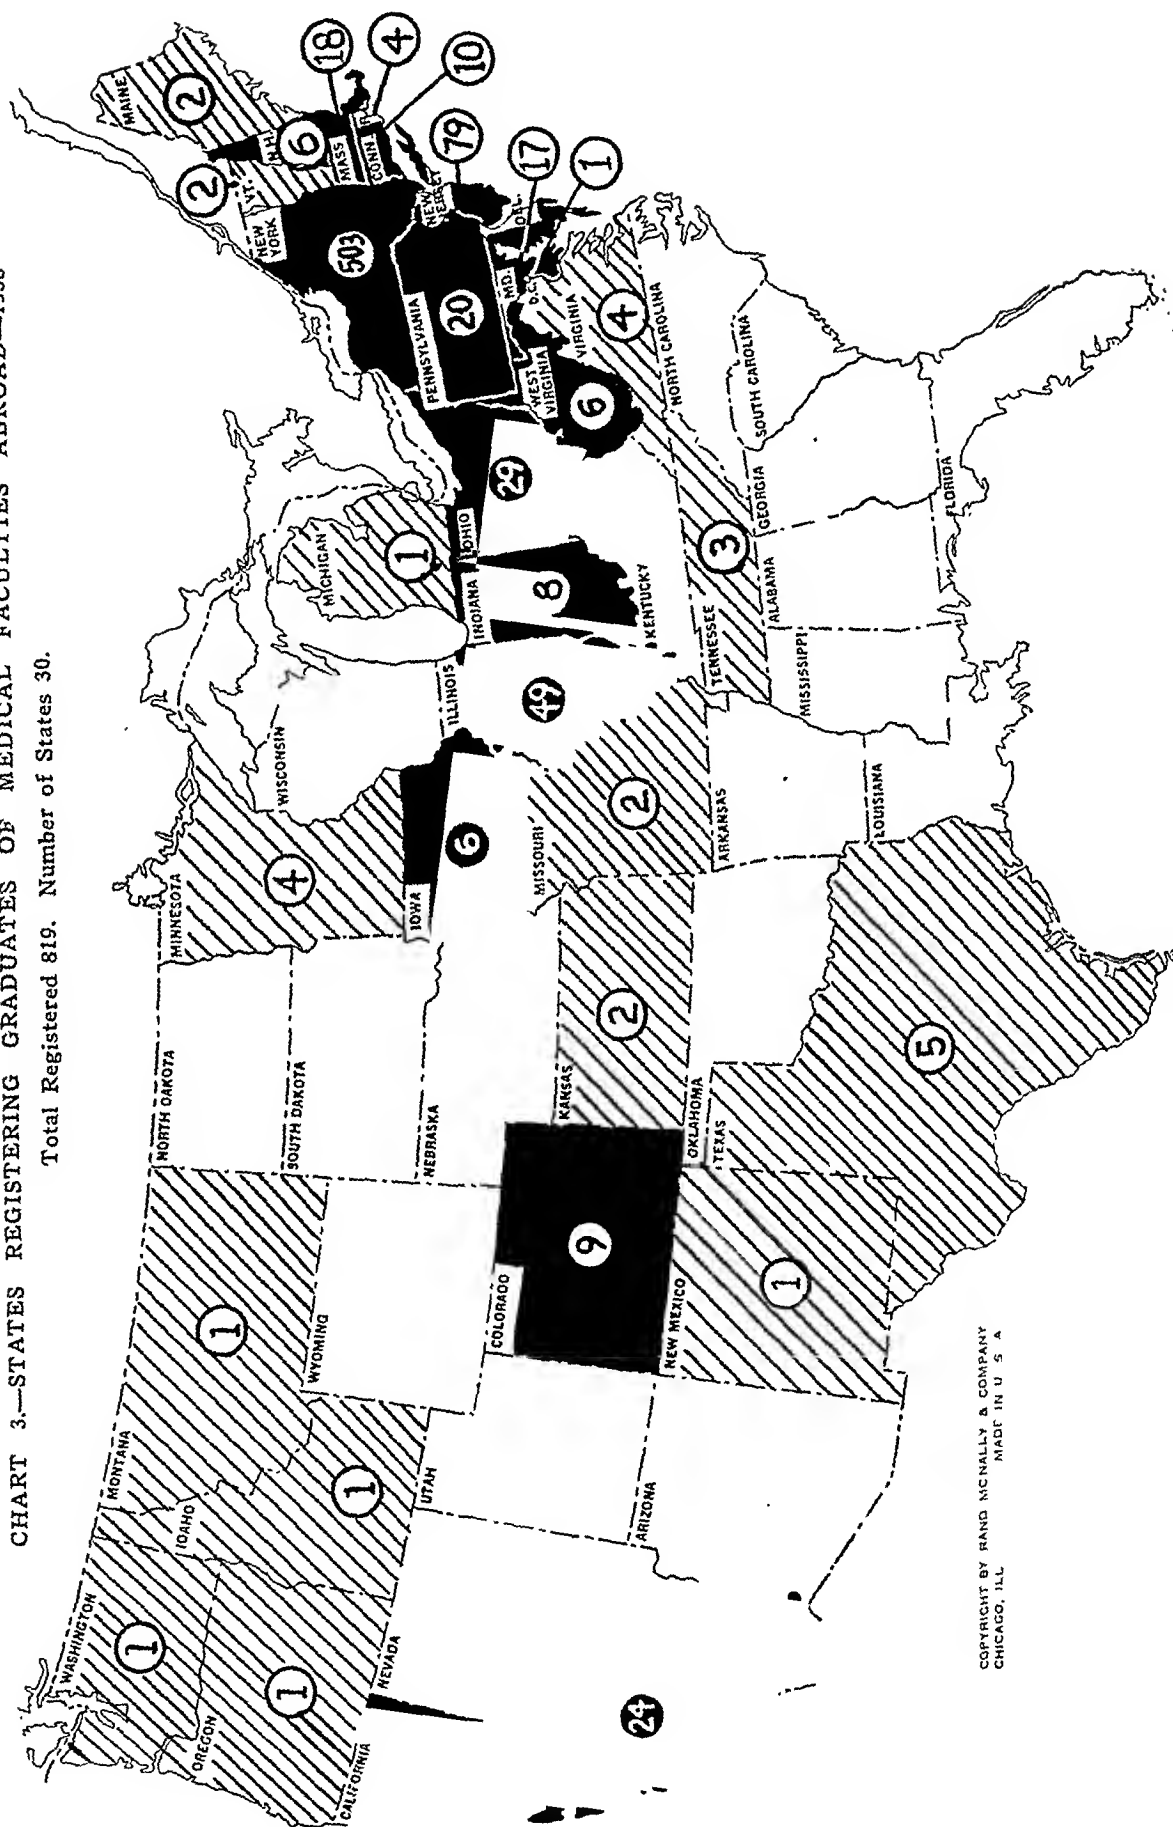 CHART 3.—STATES REGISTERING GRADUATES OF MEDICAL FACULTIES ABROAD—
Total Registered 819. Number of States 30.
WASHINGTON
1
OREGON
1
CALIFORNIA
24
NEVADA
IDAHO
1
MONTANA
1
WYOMING
UTAH
ARIZONA
COLORADO
9
NEW MEXICO
1
NORTH DAKOTA
SOUTH DAKOTA
NEBRASKA
KANSAS
2
OKLAHOMA
TEXAS
5
MINNESOTA
4
IOWA
6
MISSOURI
2
ARKANSAS
LOUISIANA
WISCONSIN
ILLINOIS
49
MICHIGAN
1
INDIANA
8
OHIO
29
KENTUCKY
TENNESSEE
3
MISSISSIPPI
ALABAMA
GEORGIA
FLORIDA
SOUTH CAROLINA
NORTH CAROLINA
VIRGINIA
4
WEST
VIRGINIA
6
PENNSYLVANIA
20
NEW
YORK
503
VT.
2
N.H.
6
MAINE
2
MASS
18
R.
4
CONN.
10
NEW
JERSEY
79
DEL.
MD.
17
D.C.
1
COPYRIGHT BY RAND MCNALLY & COMPANY
CHICAGO, ILL MADE IN U S A